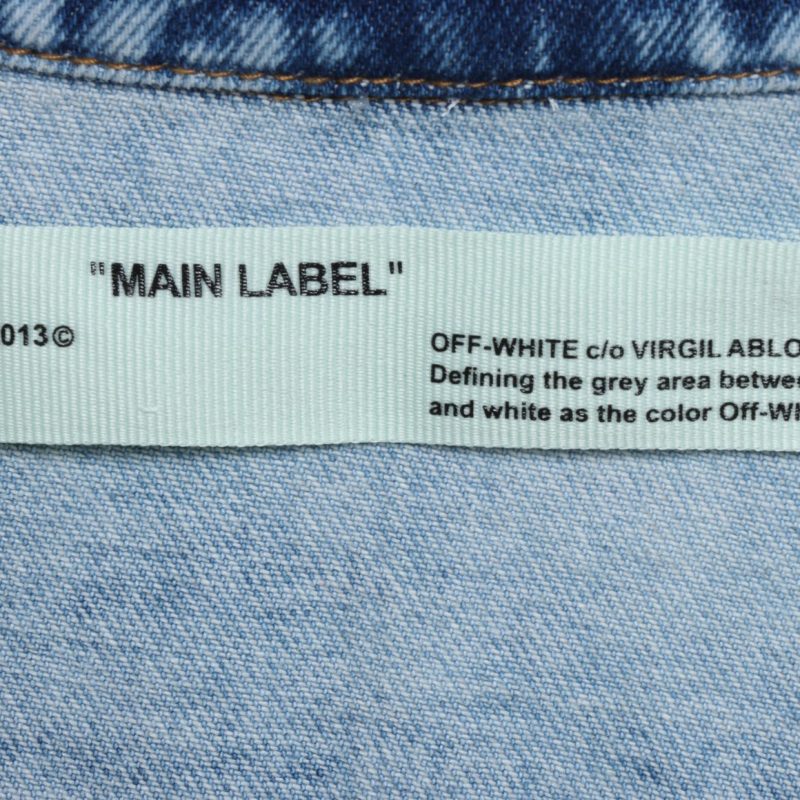 "MAIN LABEL"
013©
OFF-WHITE c/o VIRGIL ABLO
Defining the grey area betwe
and white as the color Off-W